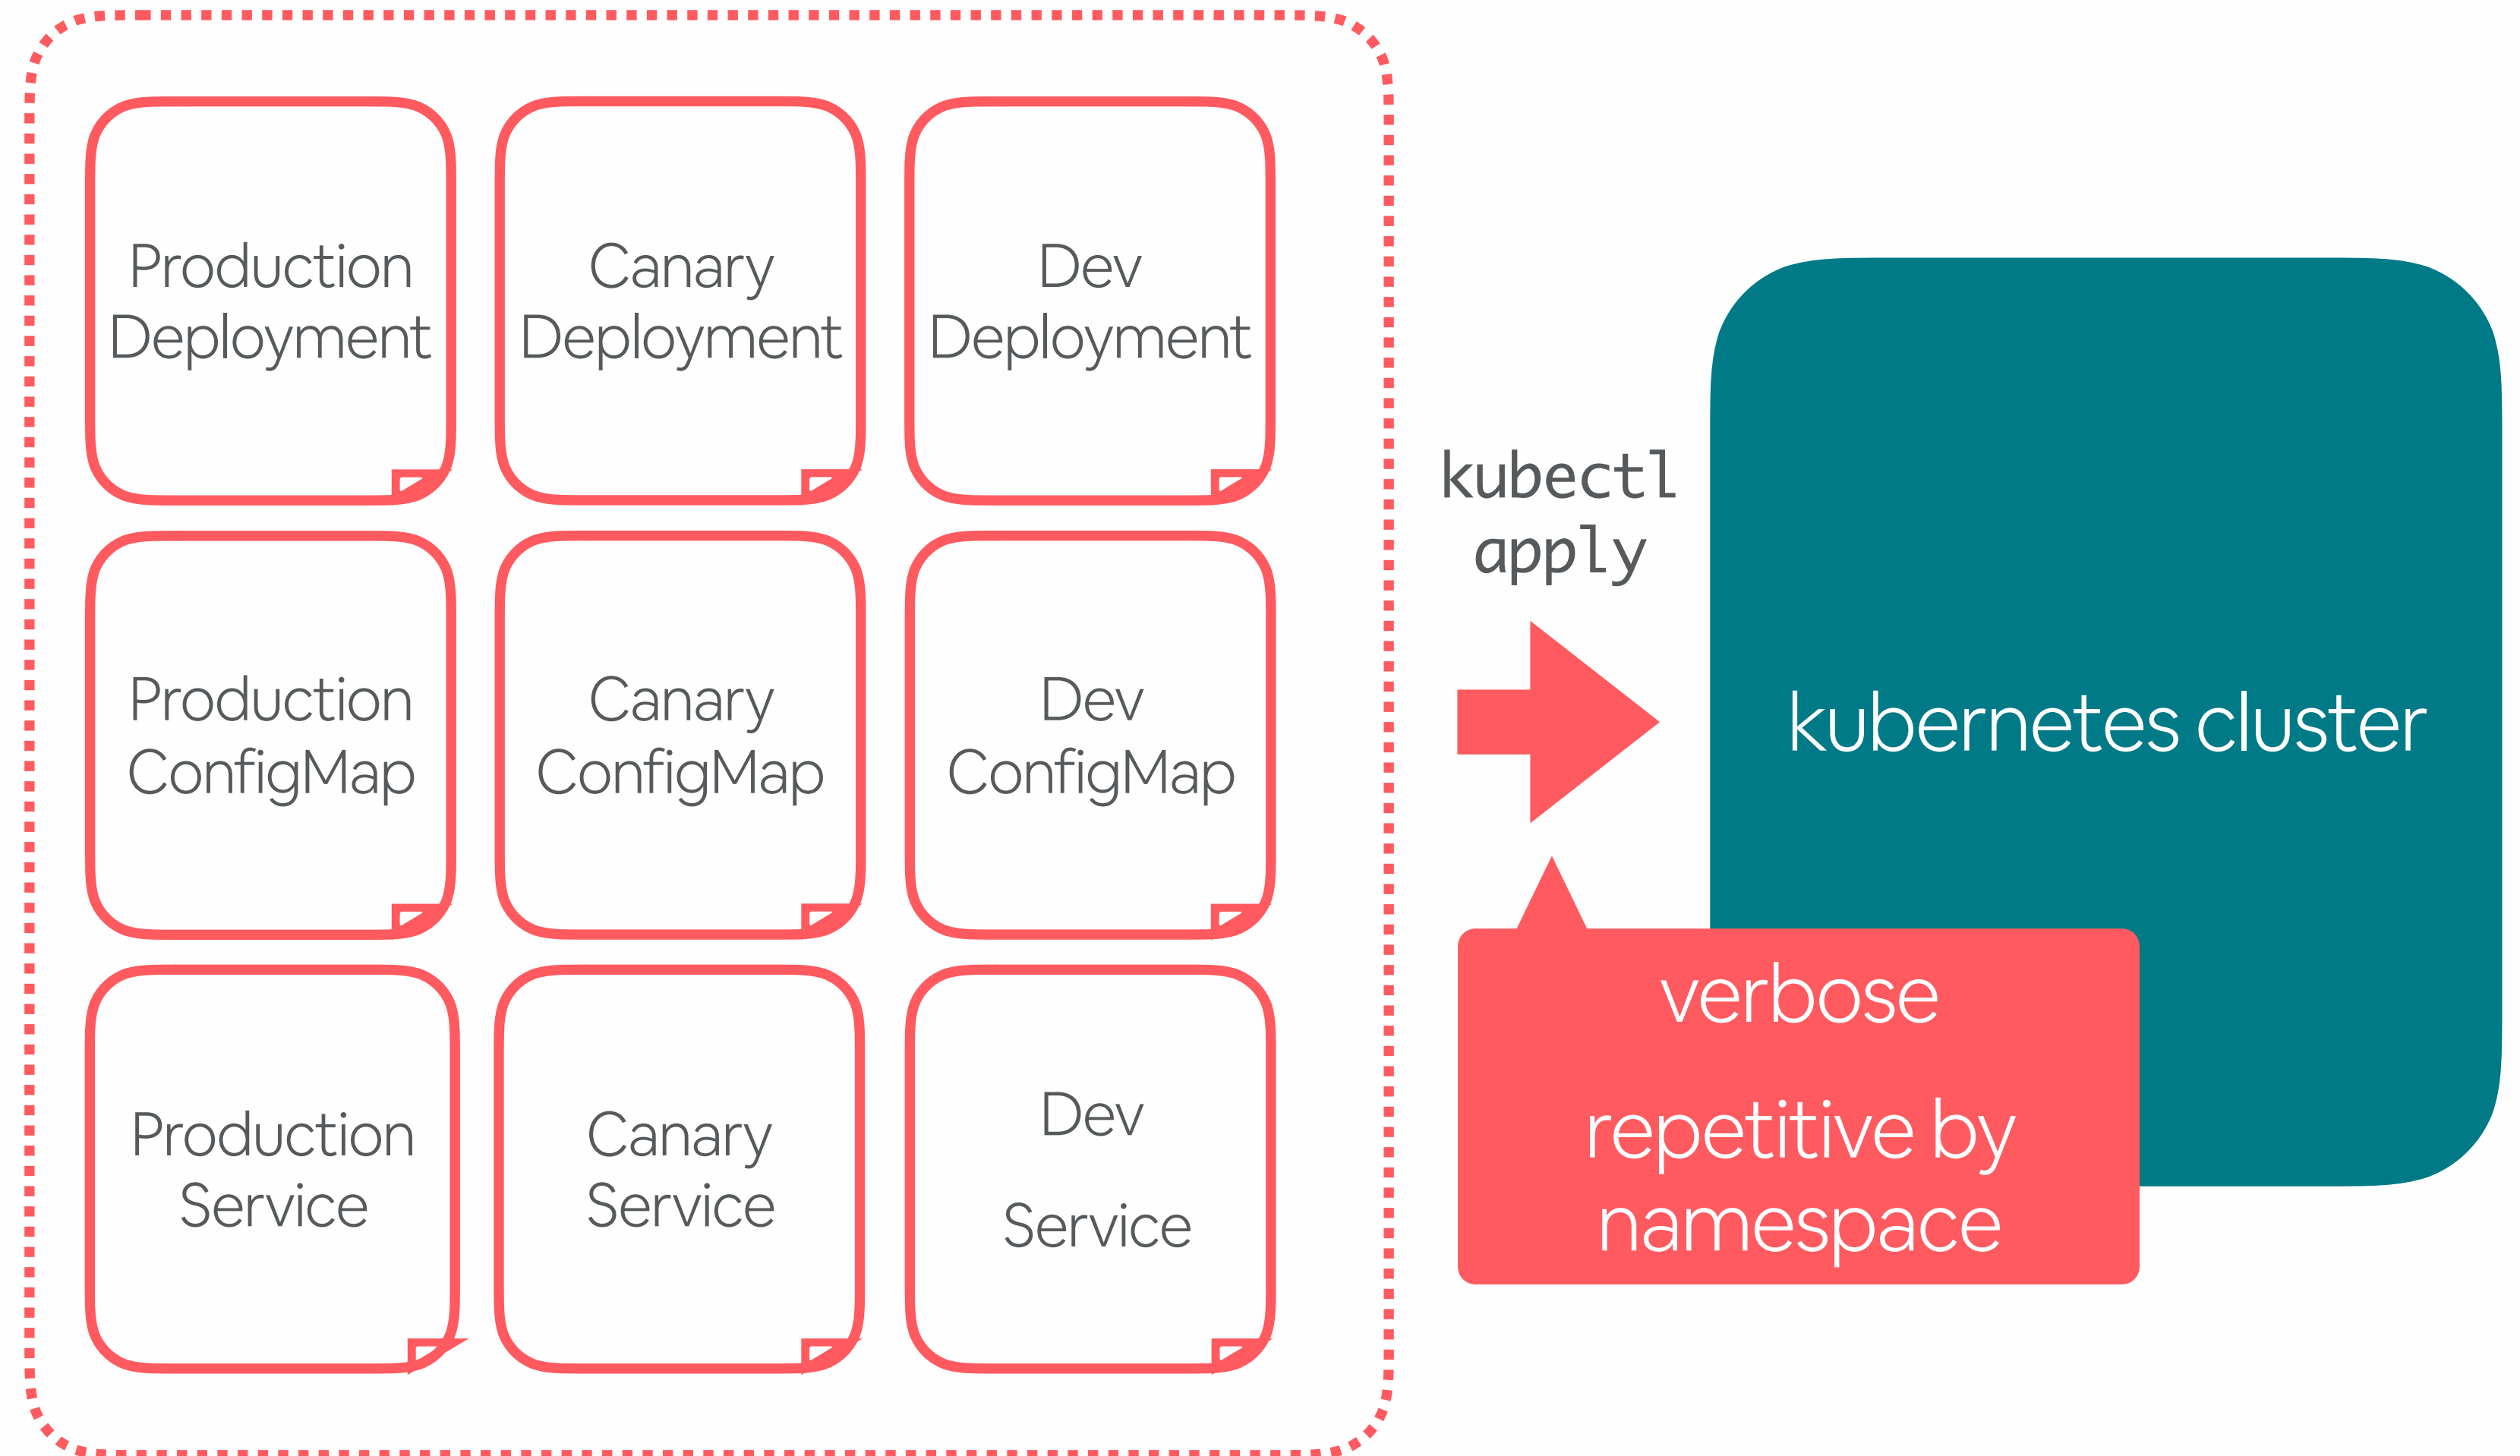 Production
Deployment
Canary
Deployment
Dev
Deployment
Production
ConfigMap
Canary
ConfigMap
Dev
ConfigMap
Production
Service
Canary
Service
Dev
Service
kubectl
apply
kubernetes cluster
verbose
repetitive by
namespace